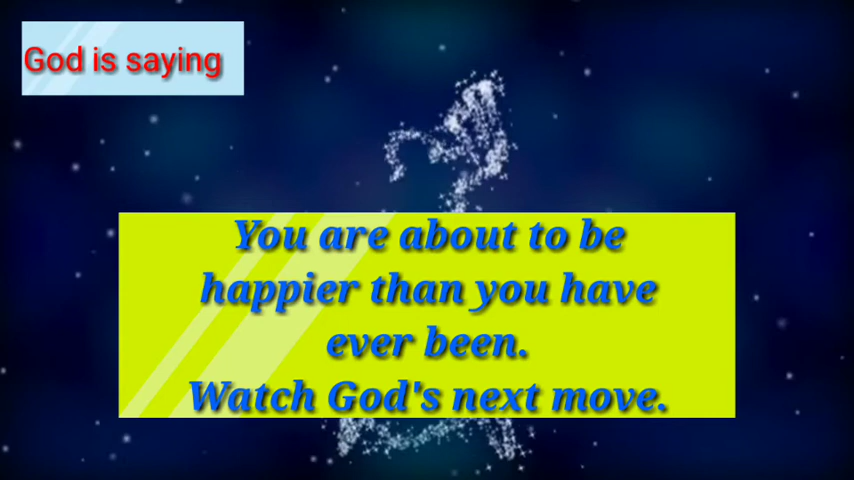 God is saying
You are about to be
happier than you have
ever been.
Watch God's next move.